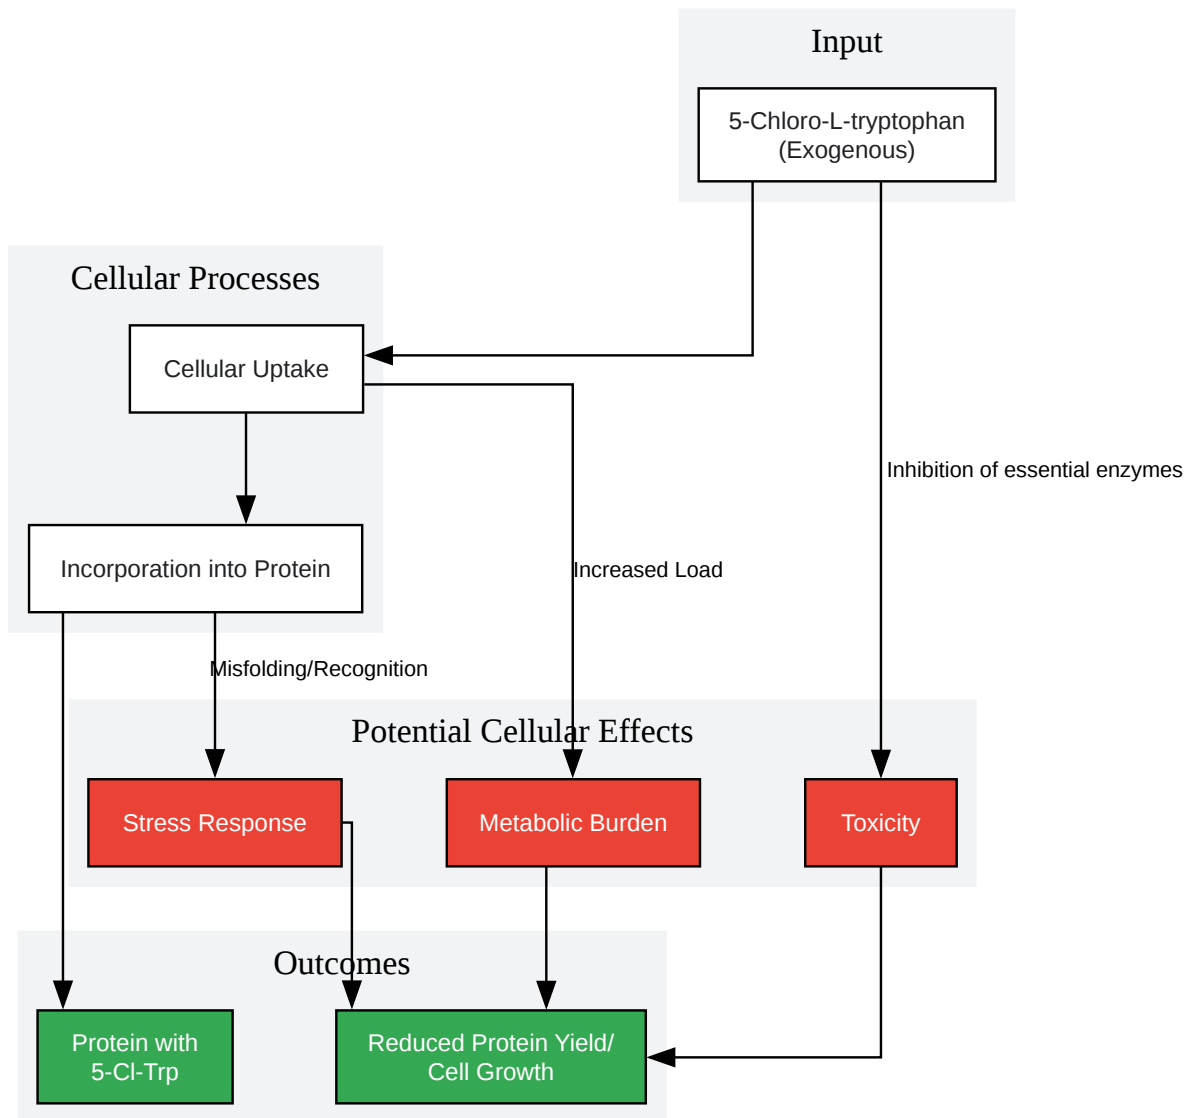 Input
5-Chloro-L-tryptophan
(Exogenous)
Cellular Processes
Cellular Uptake
Inhibition of essential enzymes
Incorporation into Protein
Increased Load
Misfolding/Recognition
Potential Cellular Effects
Stress Response
Metabolic Burden
Toxicity
Outcomes
Protein with
5-Cl-Trp
Reduced Protein Yield/
Cell Growth